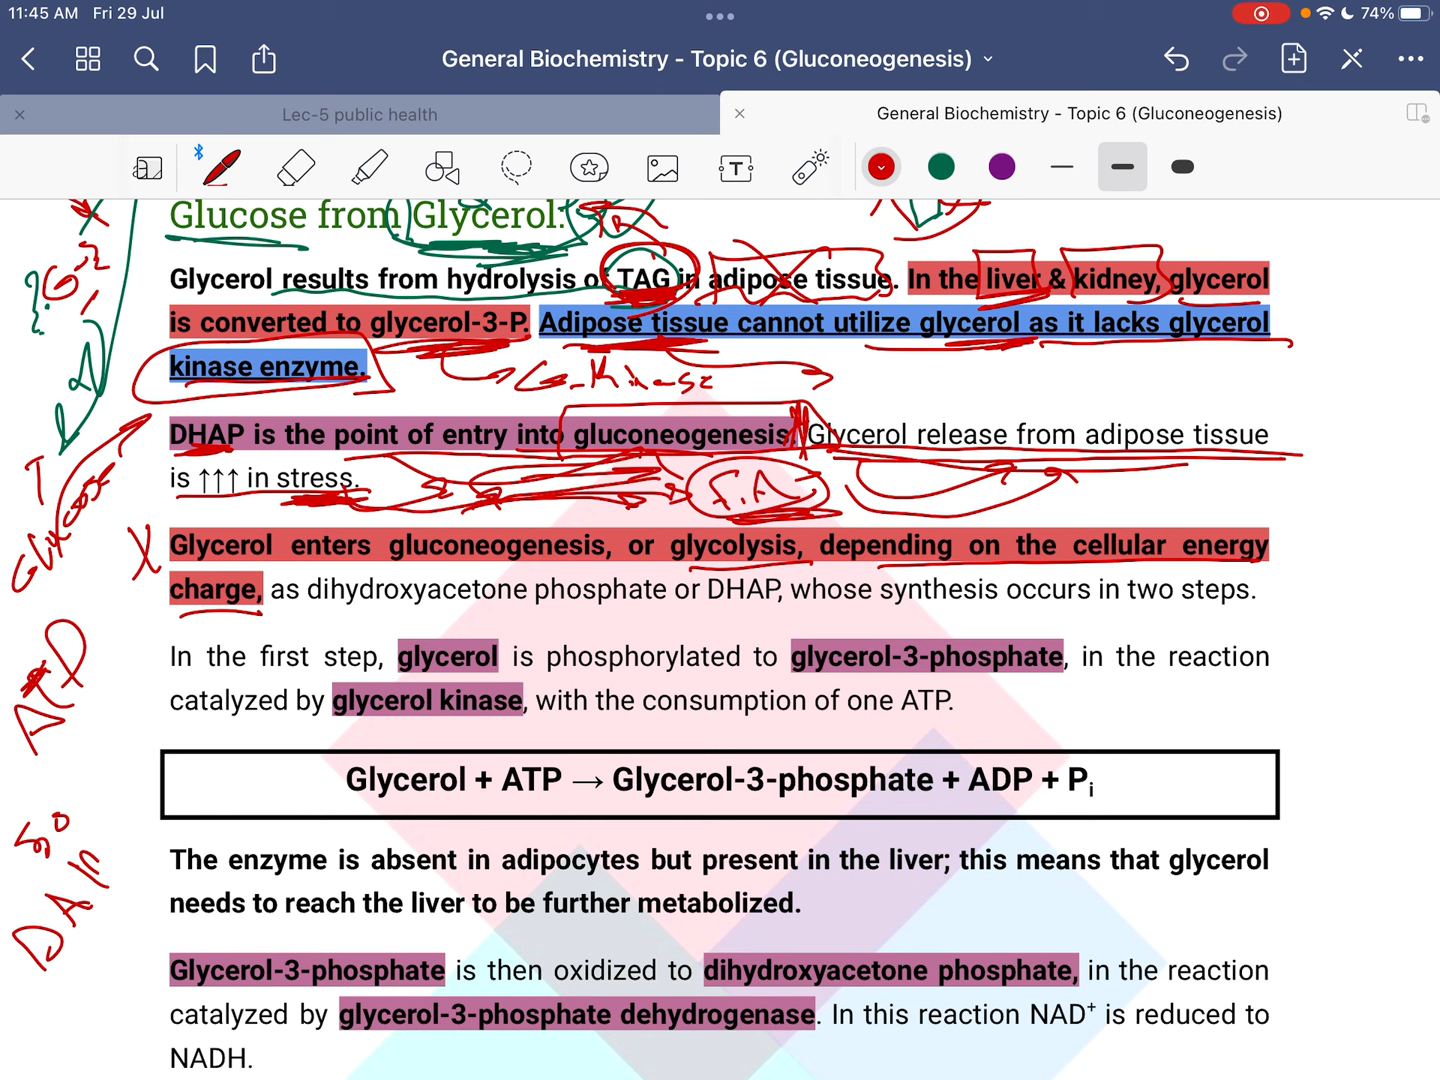 11:45 AM Fri 29 Jul
74%
General Biochemistry - Topic 6 (Gluconeogenesis)
Lec-5 public health
General Biochemistry - Topic 6 (Gluconeogenesis)
Glucose from Glycerol:
Glycerol results from hydrolysis of TAG in adipose tissue. In the liver & kidney, glycerol
is converted to glycerol-3-P. Adipose tissue cannot utilize glycerol as it lacks glycerol
kinase enzyme.
G-Kinase
DHAP is the point of entry into gluconeogenesis. Glycerol release from adipose tissue
is ↑↑↑ in stress.
F.A
Glucose
Glycerol enters gluconeogenesis, or glycolysis, depending on the cellular energy
charge, as dihydroxyacetone phosphate or DHAP, whose synthesis occurs in two steps.
In the first step, glycerol is phosphorylated to glycerol-3-phosphate, in the reaction
catalyzed by glycerol kinase, with the consumption of one ATP.
ATP
Glycerol + ATP → Glycerol-3-phosphate + ADP + Pi
The enzyme is absent in adipocytes but present in the liver; this means that glycerol
needs to reach the liver to be further metabolized.
Glycerol-3-phosphate is then oxidized to dihydroxyacetone phosphate, in the reaction
catalyzed by glycerol-3-phosphate dehydrogenase. In this reaction NAD⁺ is reduced to
NADH.